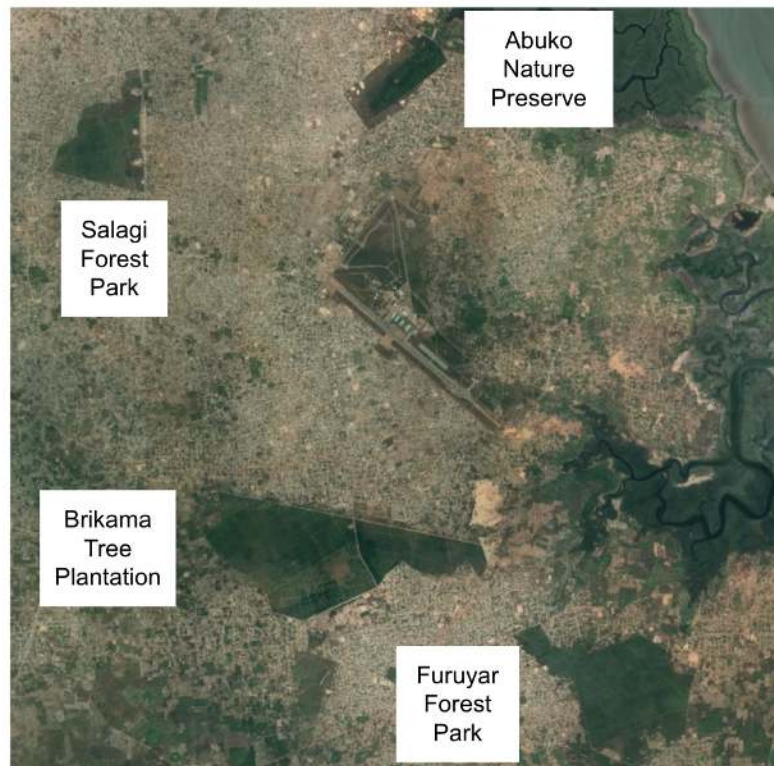 Abuko
Nature
Preserve
Salagi
Forest
Park
Brikama
Tree
Plantation
Furuyar
Forest
Park